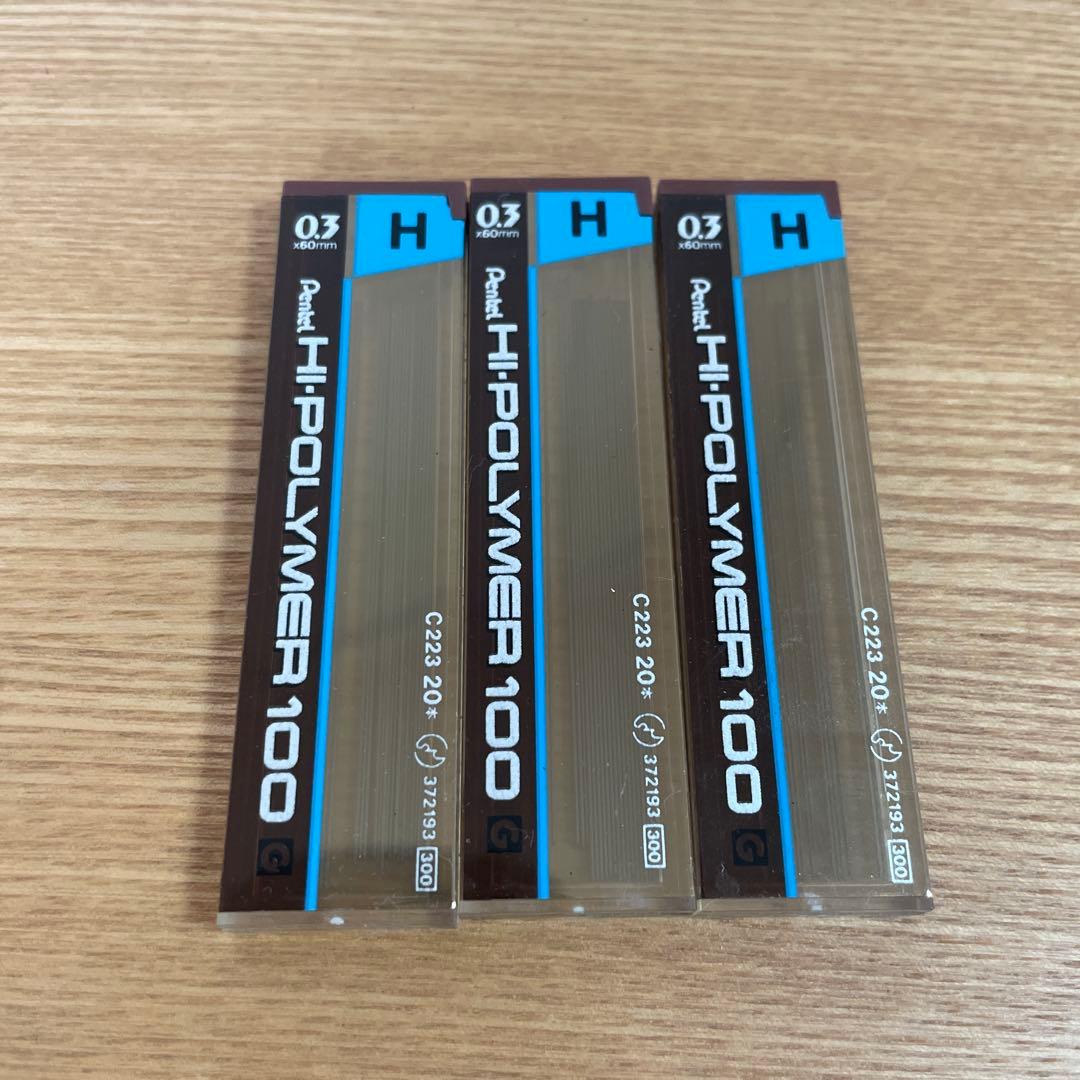 0.3
x60mm
H
Pentel HI-POLYMER 100
G
C223 20* 372193 300
0.3
x60mm
H
Pentel HI-POLYMER 100
G
C223 20* 372193 300
0.3
x60mm
H
Pentel HI-POLYMER 100
G
C223 20* 372193 300